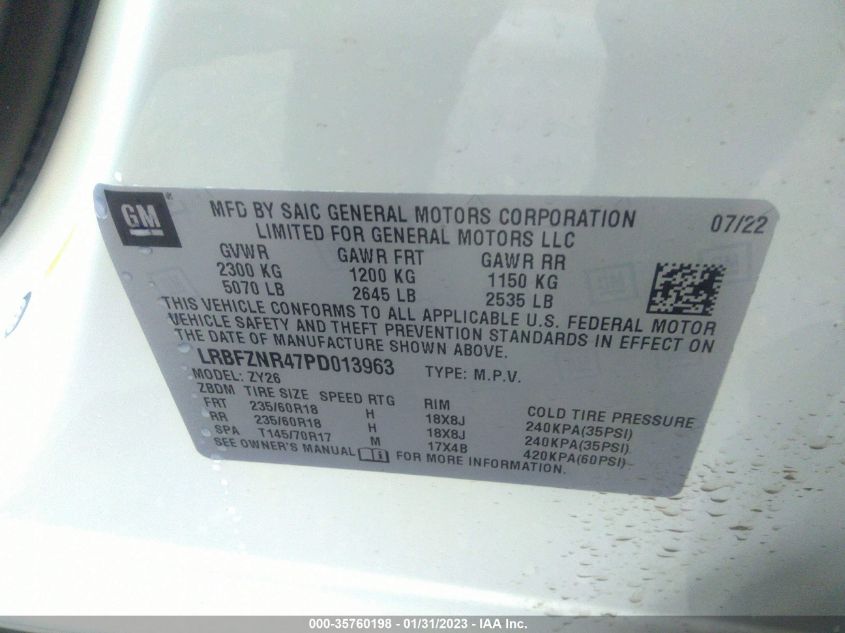 GM®
MFD BY SAIC GENERAL MOTORS CORPORATION 07/22
LIMITED FOR GENERAL MOTORS LLC
GVWR GAWR FRT GAWR RR
2300 KG 1200 KG 1150 KG
5070 LB 2645 LB 2535 LB
THIS VEHICLE CONFORMS TO ALL APPLICABLE U.S. FEDERAL MOTOR
VEHICLE SAFETY AND THEFT PREVENTION STANDARDS IN EFFECT ON
THE DATE OF MANUFACTURE SHOWN ABOVE.
LRBFZNR47PD013963 TYPE: M.P.V.
MODEL: ZY26
ZBDM TIRE SIZE SPEED RTG RIM COLD TIRE PRESSURE
FRT 235/60R18 H 18X8J 240KPA(35PSI)
RR 235/60R18 H 18X8J 240KPA(35PSI)
SPA T145/70R17 M 17X4B 420KPA(60PSI)
SEE OWNER'S MANUAL FOR MORE INFORMATION.
000-35760198 - 01/31/2023 - IAA Inc.